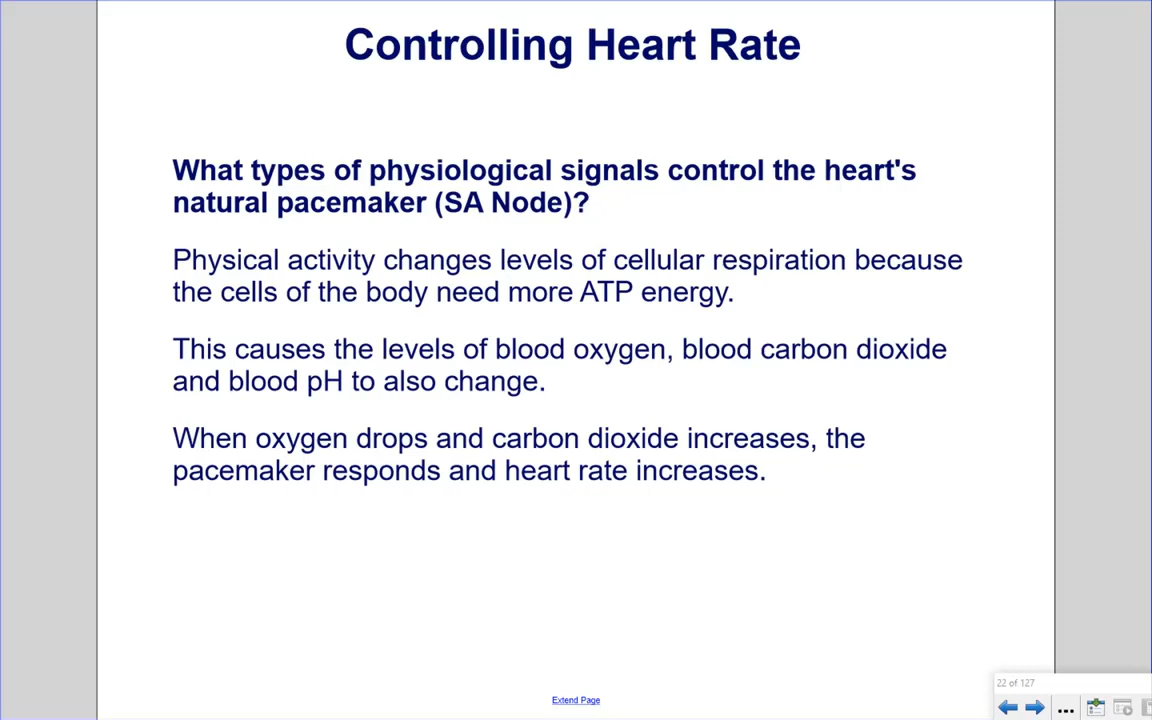 Controlling Heart Rate
What types of physiological signals control the heart's
natural pacemaker (SA Node)?
Physical activity changes levels of cellular respiration because
the cells of the body need more ATP energy.
This causes the levels of blood oxygen, blood carbon dioxide
and blood pH to also change.
When oxygen drops and carbon dioxide increases, the
pacemaker responds and heart rate increases.
Extend Page
22 of 127